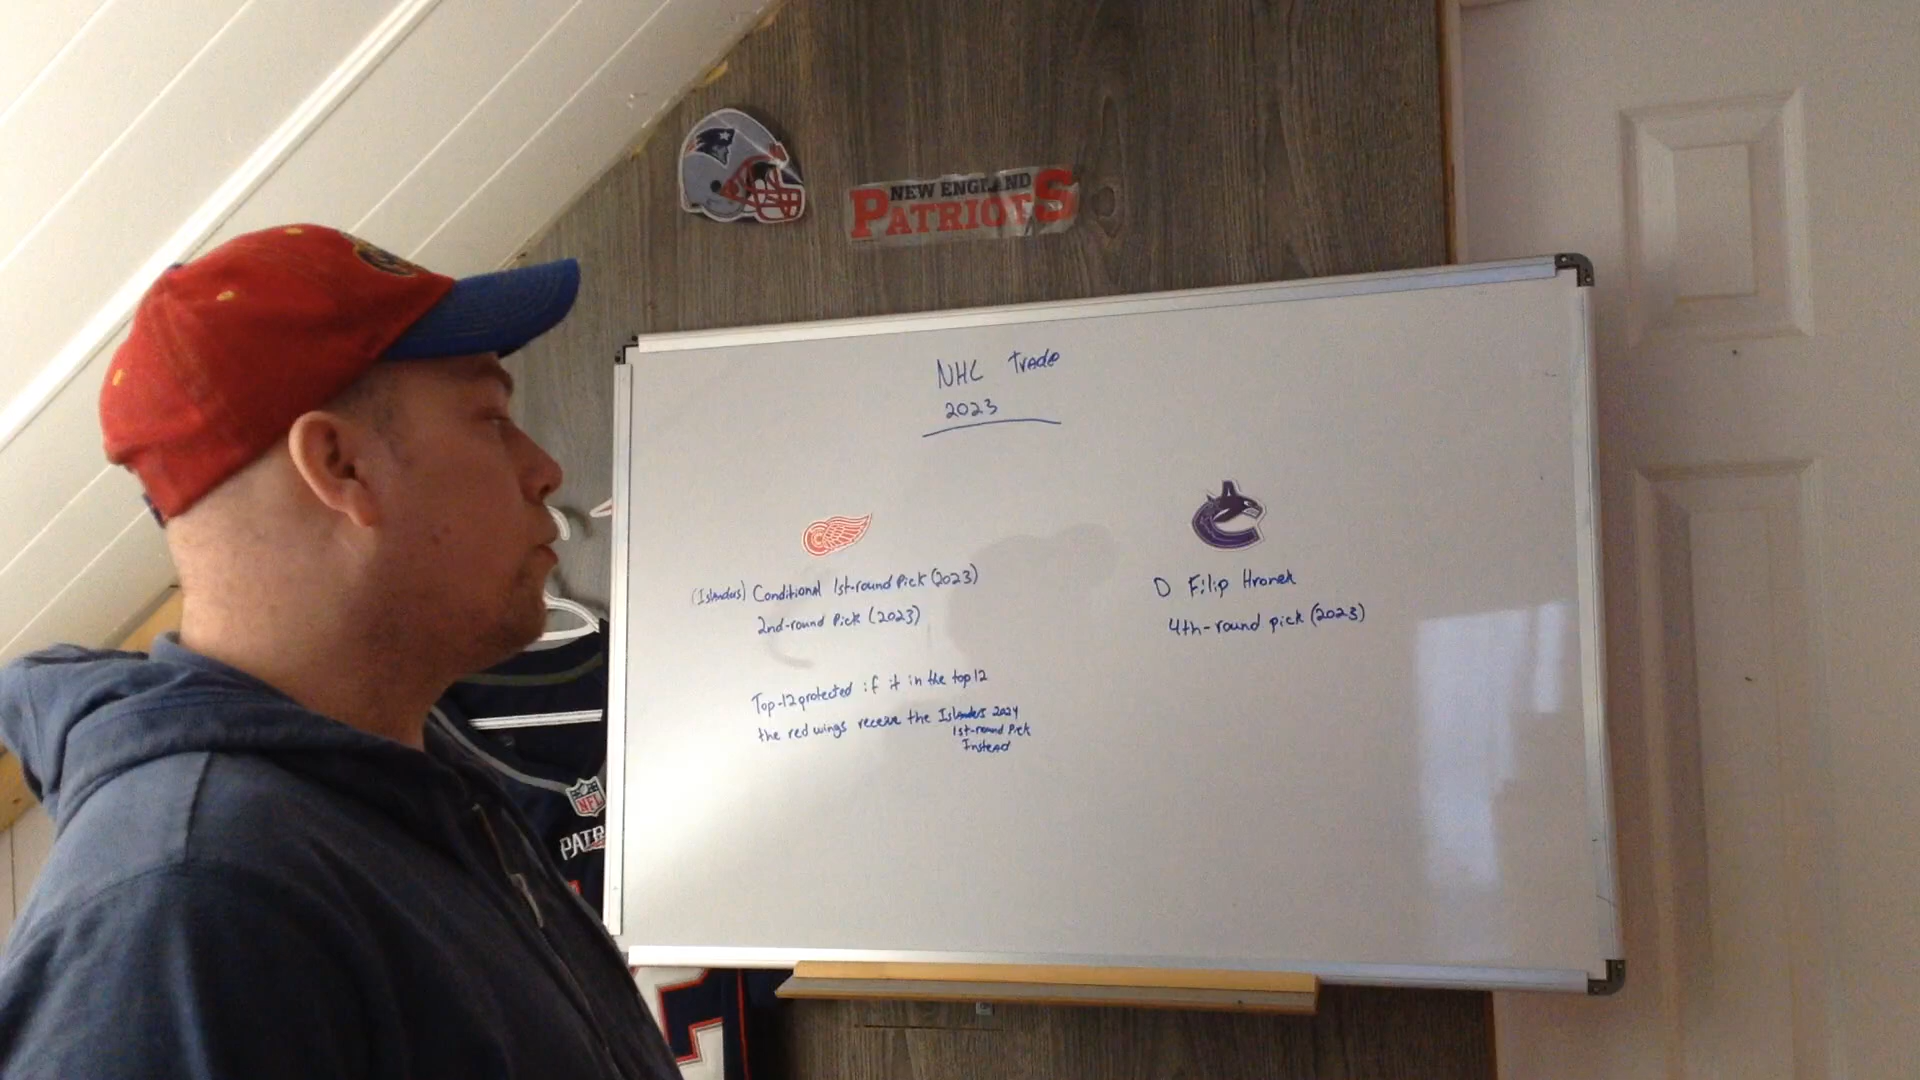 NEW ENGLAND
PATRIOTS
NHL Trade
2023
(Islanders) Conditional 1st-round Pick (2023)
2nd-round Pick (2023)
D Filip Hronek
4th-round pick (2023)
Top-12 protected if it in the top 12
the red wings receive the Islanders 2024
1st-round Pick
Instead
NFL
PATR